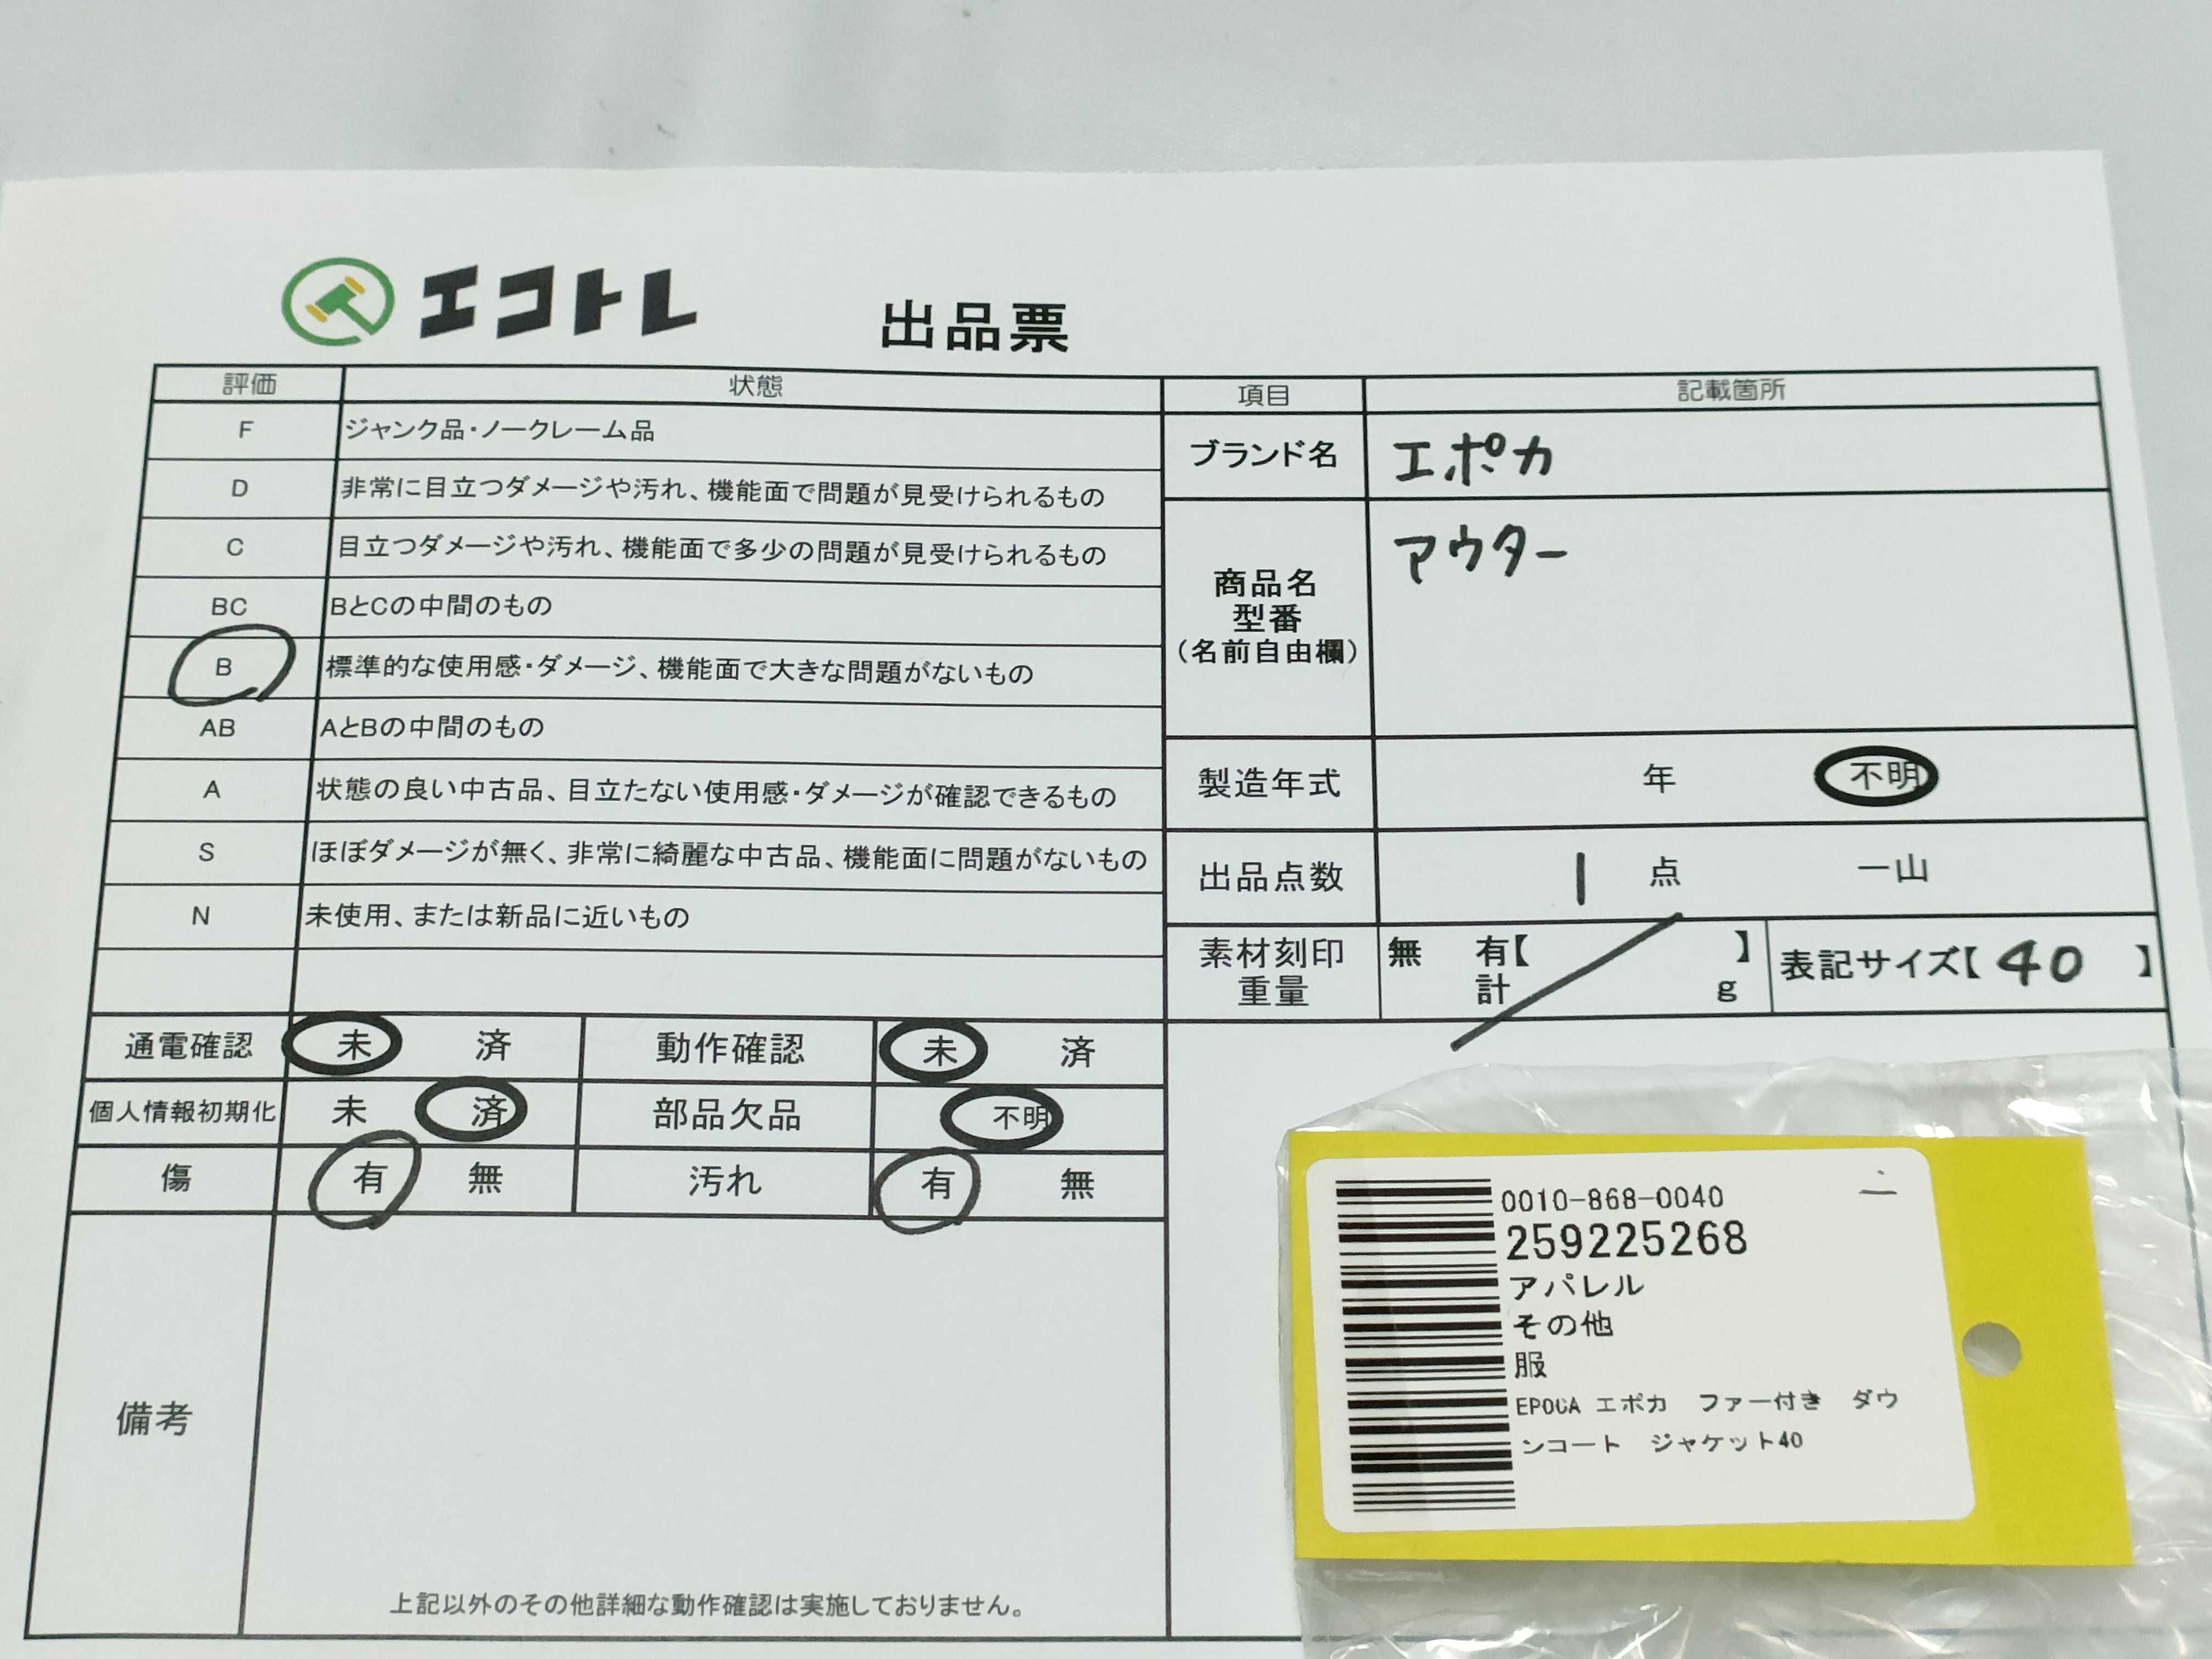 エコトレ
出品票
評価 状態
F ジャンク品・ノークレーム品
D 非常に目立つダメージや汚れ、機能面で問題が見受けられるもの
C 目立つダメージや汚れ、機能面で多少の問題が見受けられるもの
BC BとCの中間のもの
B 標準的な使用感・ダメージ、機能面で大きな問題がないもの
AB AとBの中間のもの
A 状態の良い中古品、目立たない使用感・ダメージが確認できるもの
S ほぼダメージが無く、非常に綺麗な中古品、機能面に問題がないもの
N 未使用、または新品に近いもの
通電確認 未 済 動作確認 未 済
個人情報初期化 未 済 部品欠品 不明
傷 有 無 汚れ 有 無
備考
上記以外のその他詳細な動作確認は実施しておりません。
項目 記載箇所
ブランド名 エポカ
商品名
型番
(名前自由欄)
アウター
製造年式 年 不明
出品点数 1 点 一山
素材刻印 無 有【 】
重量 計 g
表記サイズ【 40 】
0010-868-0040
259225268
アパレル
その他
服
EPOCA エポカ ファー付き ダウ
ンコート ジャケット40